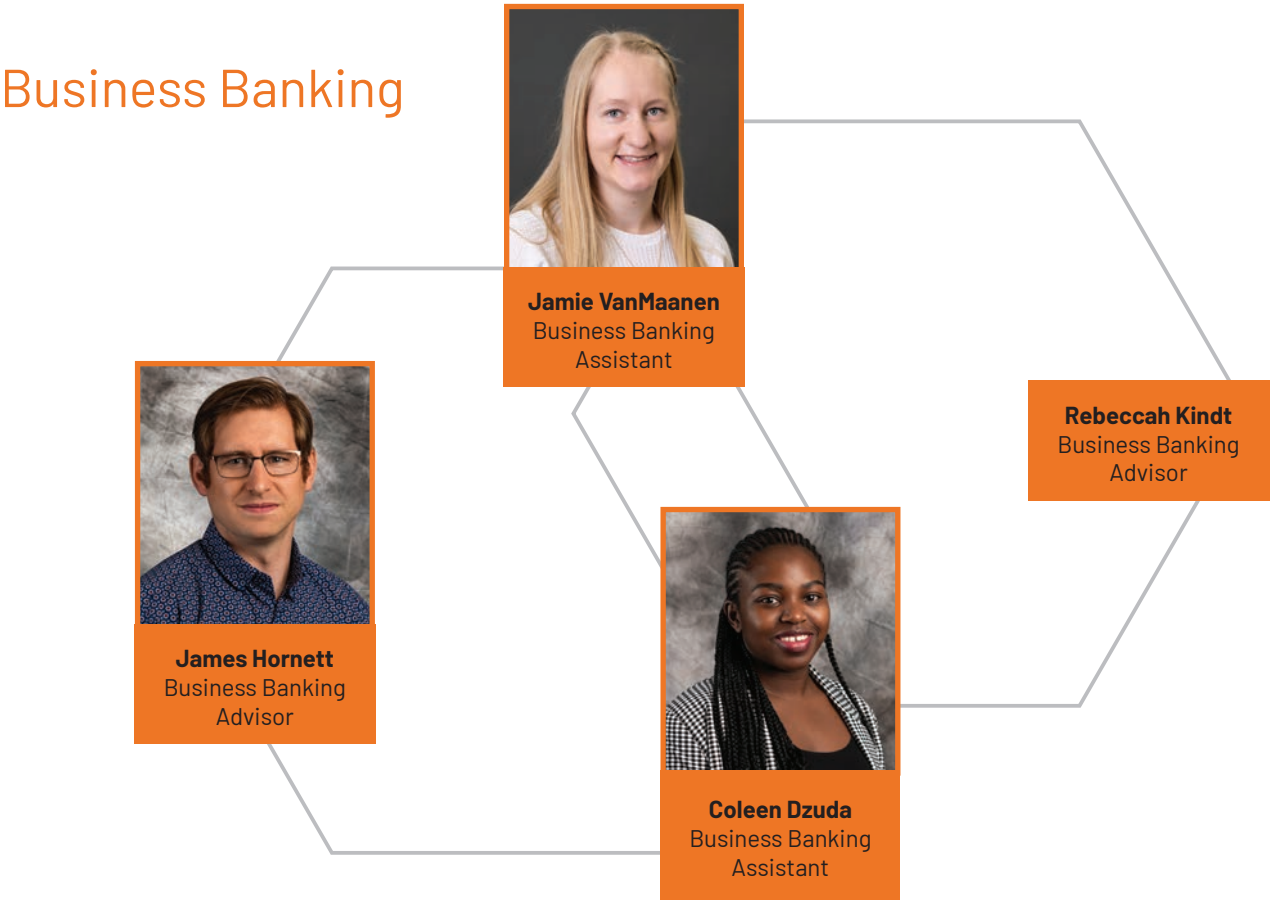 Business Banking
Jamie VanMaanen
Business Banking
Assistant
James Hornett
Business Banking
Advisor
Rebeccah Kindt
Business Banking
Advisor
Coleen Dzuda
Business Banking
Assistant